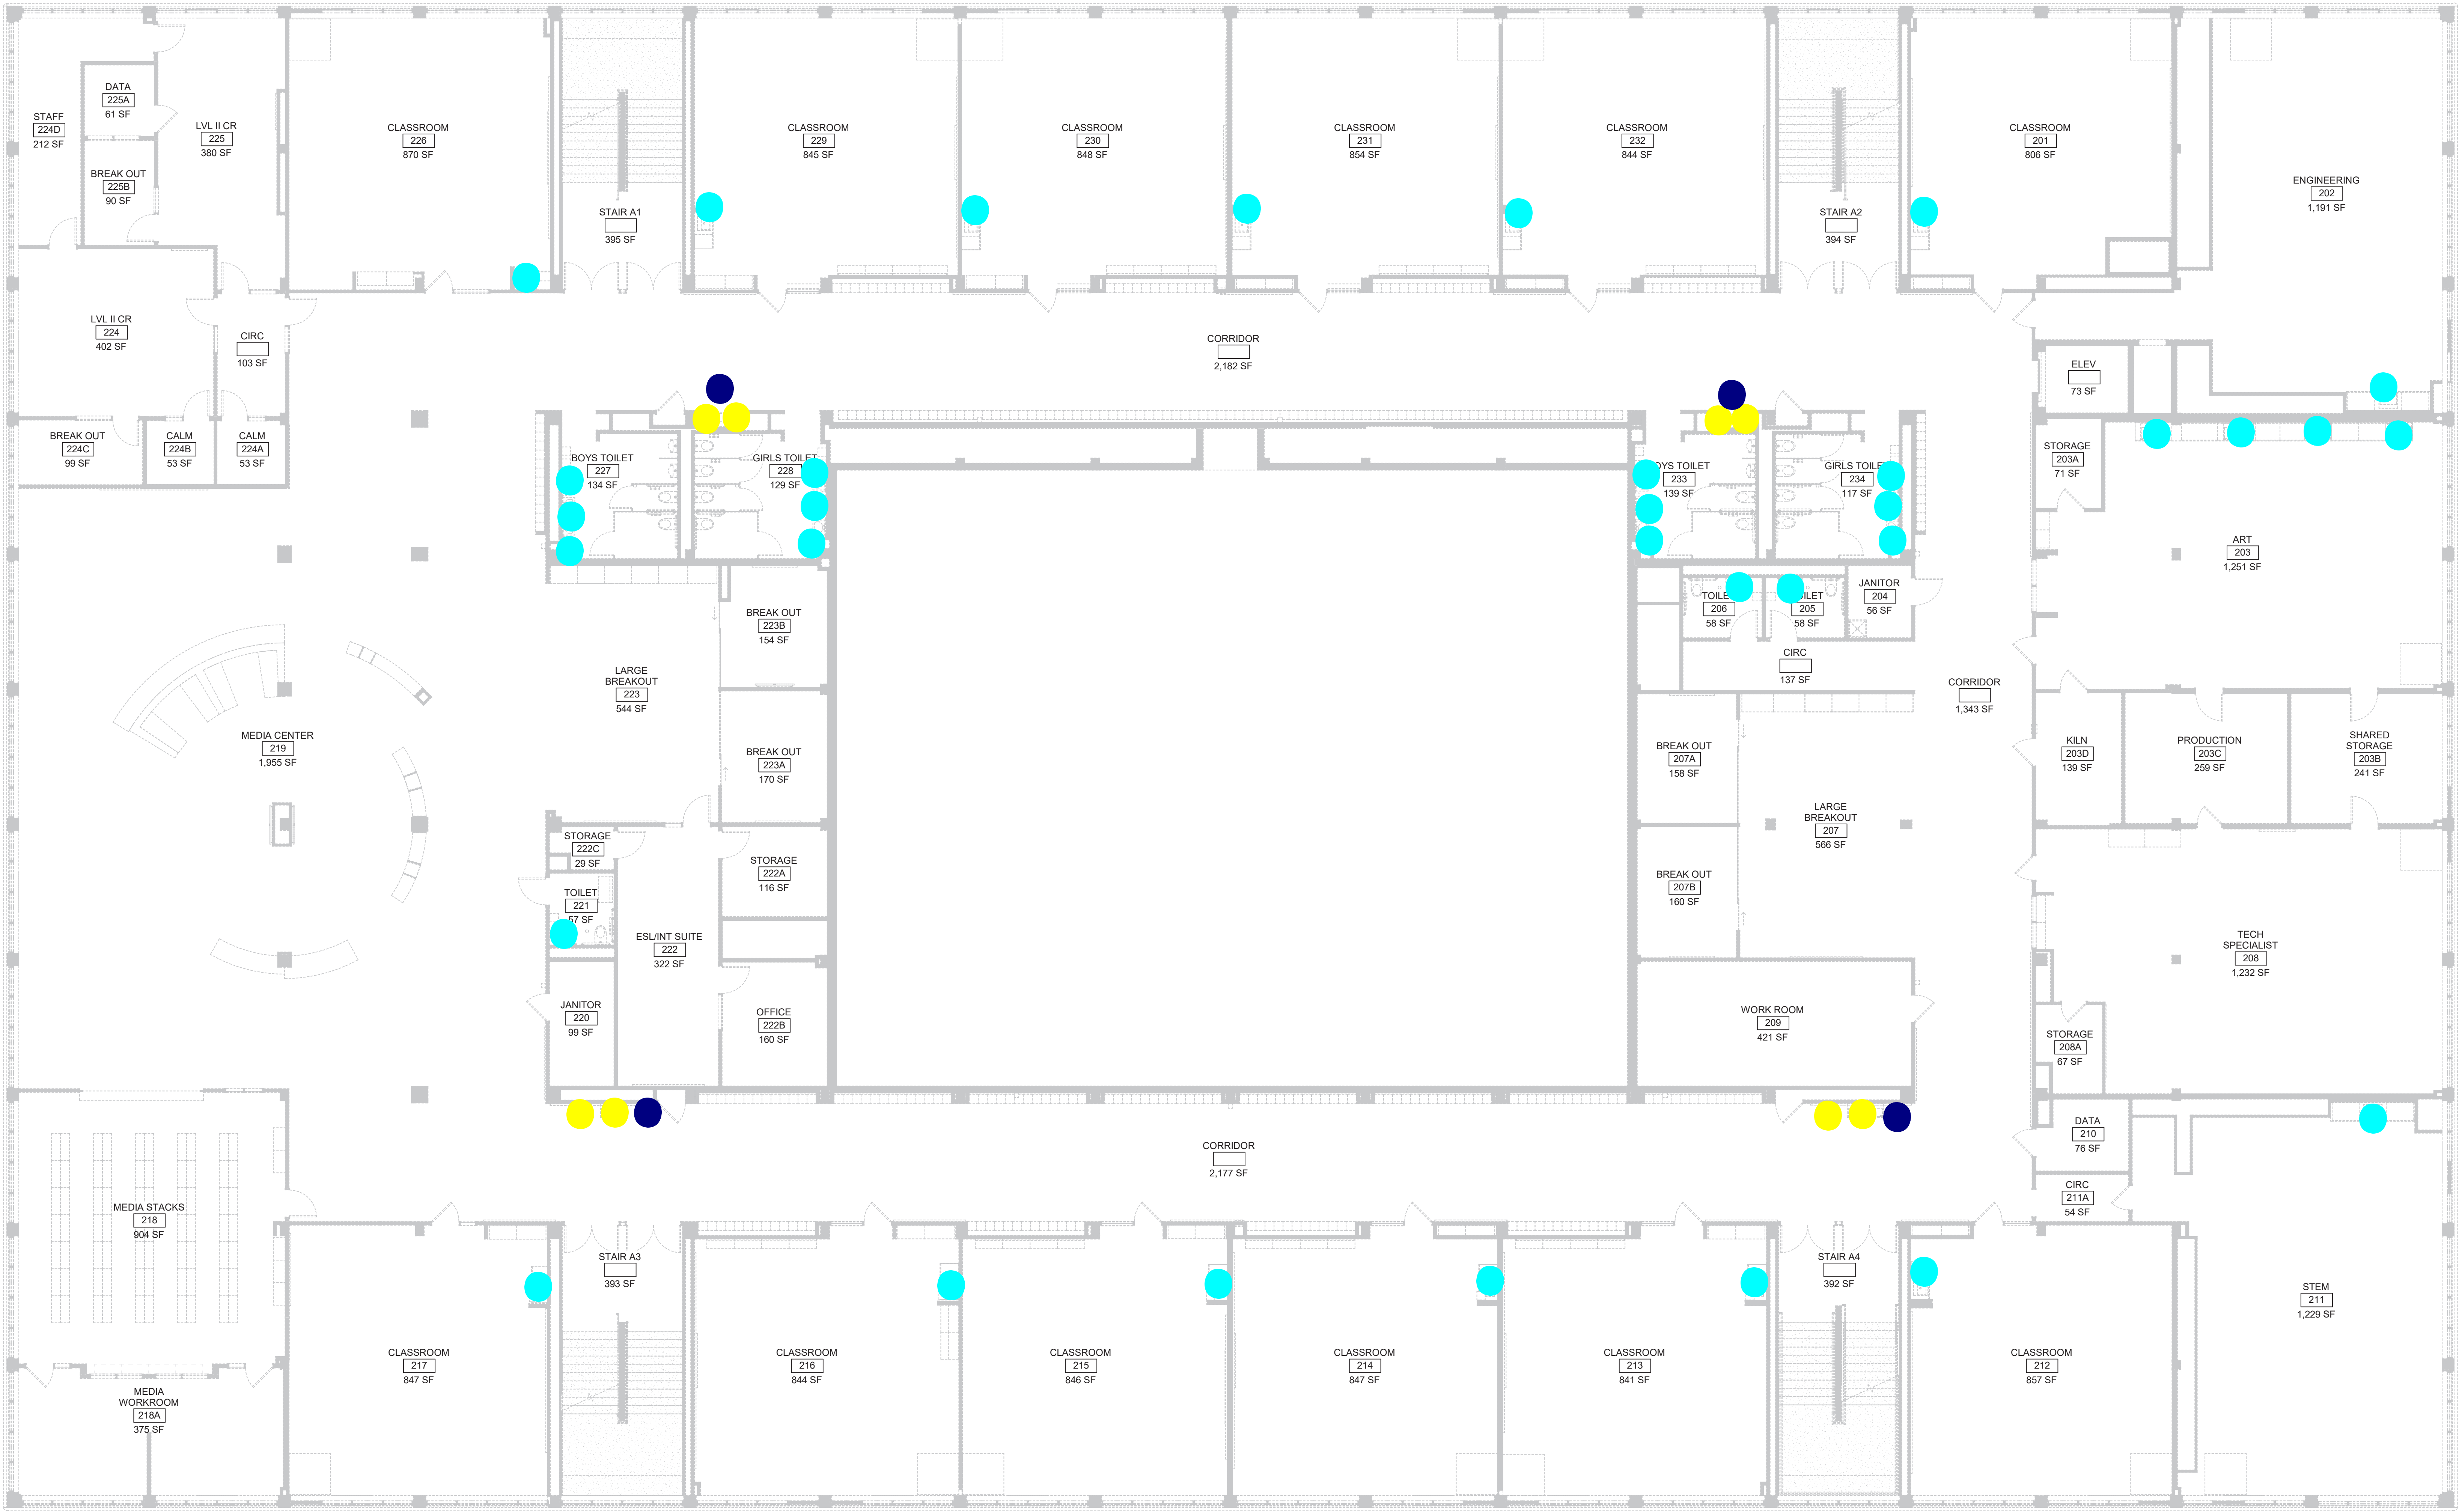 DATA
225A
61 SF
STAFF
224D
212 SF
LVL II CR
225
380 SF
BREAK OUT
225B
90 SF
CLASSROOM
226
870 SF
STAIR A1
395 SF
CLASSROOM
229
845 SF
CLASSROOM
230
848 SF
CLASSROOM
231
854 SF
CLASSROOM
232
844 SF
STAIR A2
394 SF
CLASSROOM
201
806 SF
ENGINEERING
202
1,191 SF
LVL II CR
224
402 SF
CIRC
103 SF
CORRIDOR
2,182 SF
ELEV
73 SF
BREAK OUT
224C
99 SF
CALM
224B
53 SF
CALM
224A
53 SF
BOYS TOILET
227
134 SF
GIRLS TOILET
228
129 SF
OYS TOILET
233
139 SF
GIRLS TOILE
234
117 SF
STORAGE
203A
71 SF
ART
203
1,251 SF
BREAK OUT
223B
154 SF
TOILE
206
58 SF
ILET
205
58 SF
JANITOR
204
56 SF
CIRC
137 SF
LARGE
BREAKOUT
223
544 SF
CORRIDOR
1,343 SF
MEDIA CENTER
219
1,955 SF
BREAK OUT
223A
170 SF
BREAK OUT
207A
158 SF
KILN
203D
139 SF
PRODUCTION
203C
259 SF
SHARED
STORAGE
203B
241 SF
LARGE
BREAKOUT
207
566 SF
STORAGE
222C
29 SF
STORAGE
222A
116 SF
BREAK OUT
207B
160 SF
TOILET
221
57 SF
ESL/INT SUITE
222
322 SF
TECH
SPECIALIST
208
1,232 SF
JANITOR
220
99 SF
OFFICE
222B
160 SF
WORK ROOM
209
421 SF
STORAGE
208A
67 SF
CORRIDOR
2,177 SF
DATA
210
76 SF
CIRC
211A
54 SF
MEDIA STACKS
218
904 SF
STAIR A3
393 SF
STAIR A4
392 SF
STEM
211
1,229 SF
CLASSROOM
217
847 SF
CLASSROOM
216
844 SF
CLASSROOM
215
846 SF
CLASSROOM
214
847 SF
CLASSROOM
213
841 SF
CLASSROOM
212
857 SF
MEDIA
WORKROOM
218A
375 SF